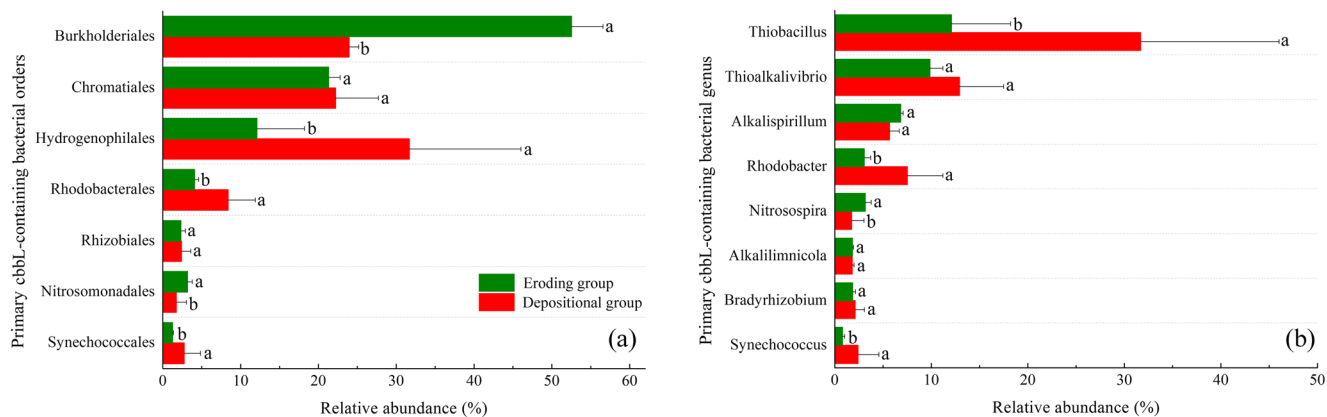 Primary cbbL-containing bacterial orders
Burkholderiales
a
b
Chromatiales
a
a
Hydrogenophilales
b
a
Rhodobacterales
b
a
Rhizobiales
a
a
Nitrosomonadales
a
b
Synechococcales
b
a
Eroding group
Depositional group
(a)
0 10 20 30 40 50 60
Relative abundance (%)
Primary cbbL-containing bacterial genus
Thiobacillus
b
a
Thioalkalivibrio
a
a
Alkalispirillum
a
a
Rhodobacter
b
a
Nitrosospira
a
b
Alkalilimnicola
a
a
Bradyrhizobium
a
a
Synechococcus
b
a
(b)
0 10 20 30 40 50
Relative abundance (%)